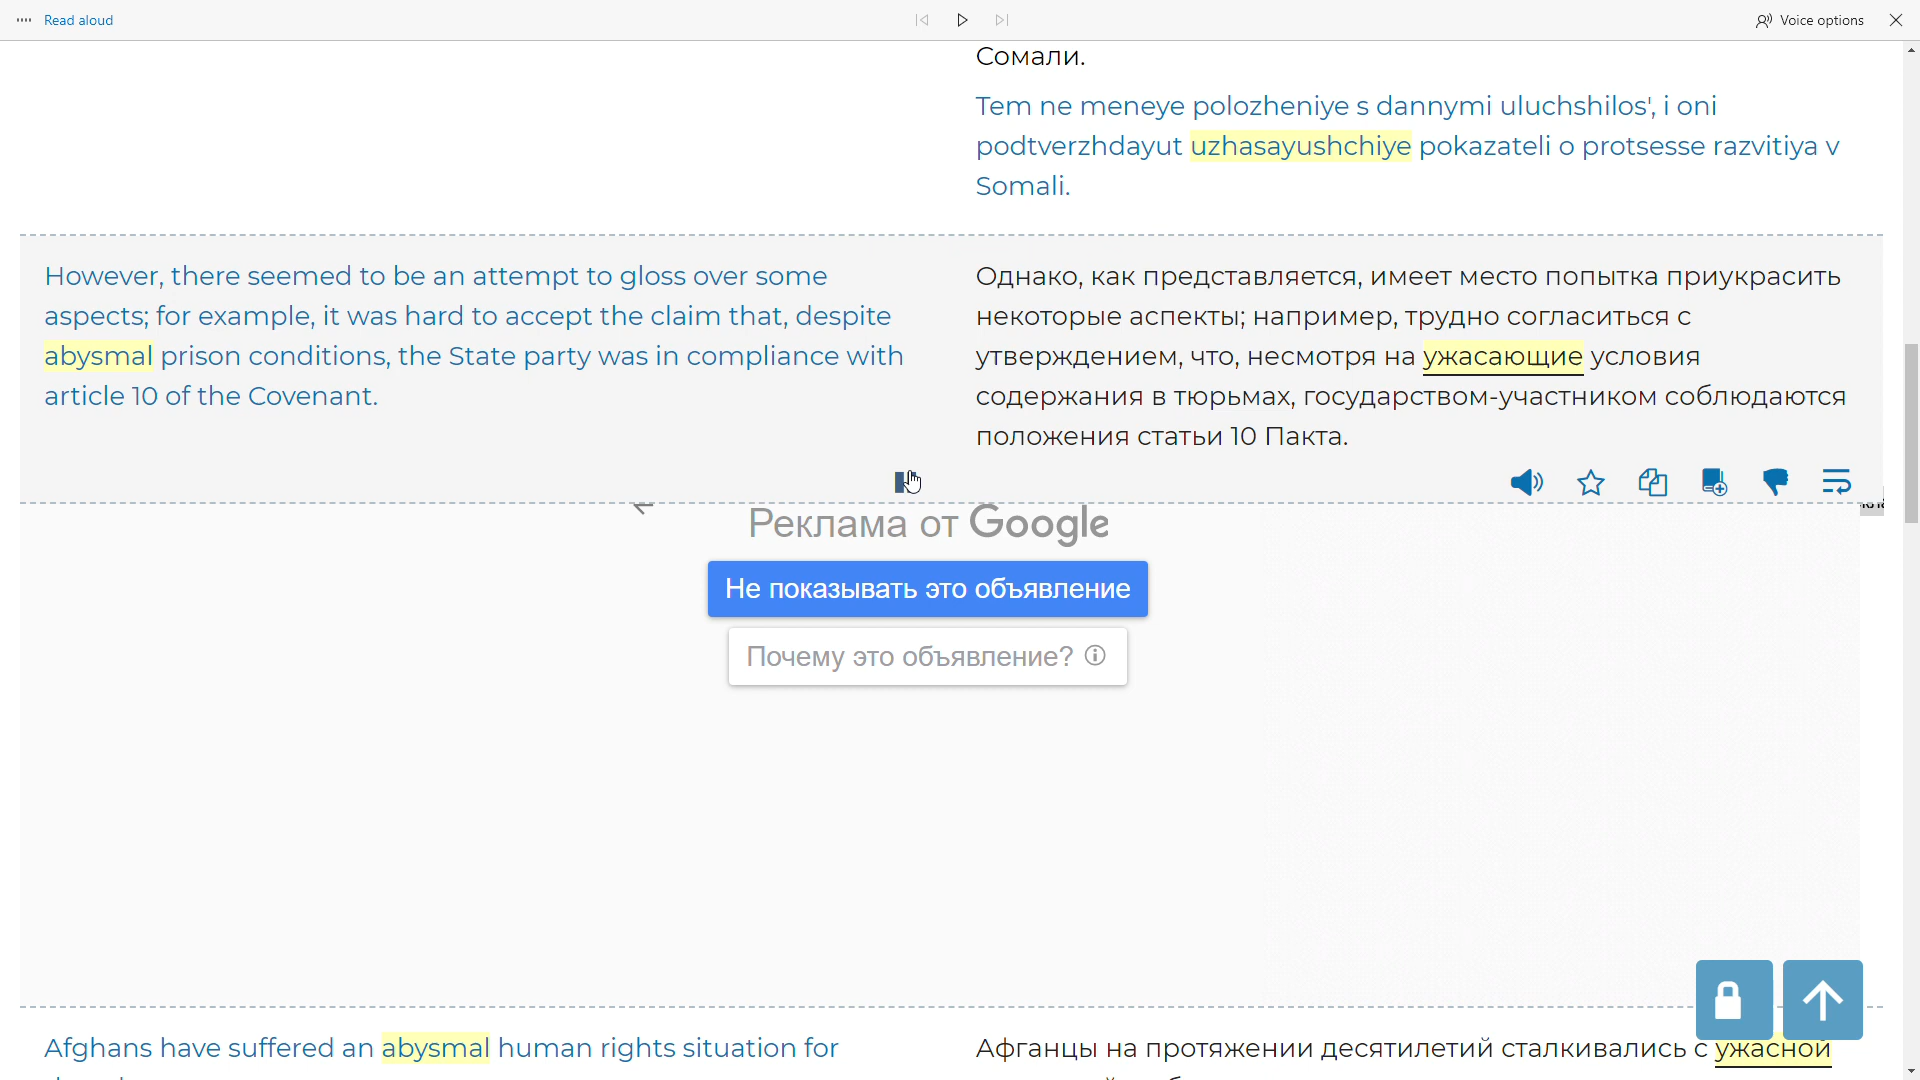 Read aloud
Voice options
Сомали.
Tem ne meneye polozheniye s dannymi uluchshilos', i oni
podtverzhdayut uzhasayushchiye pokazateli o protsesse razvitiya v
Somali.
However, there seemed to be an attempt to gloss over some
aspects; for example, it was hard to accept the claim that, despite
abysmal prison conditions, the State party was in compliance with
article 10 of the Covenant.
Однако, как представляется, имеет место попытка приукрасить
некоторые аспекты; например, трудно согласиться с
утверждением, что, несмотря на ужасающие условия
содержания в тюрьмах, государством-участником соблюдаются
положения статьи 10 Пакта.
Реклама от Google
Не показывать это объявление
Почему это объявление?
Afghans have suffered an abysmal human rights situation for
Афганцы на протяжении десятилетий сталкивались с ужасной